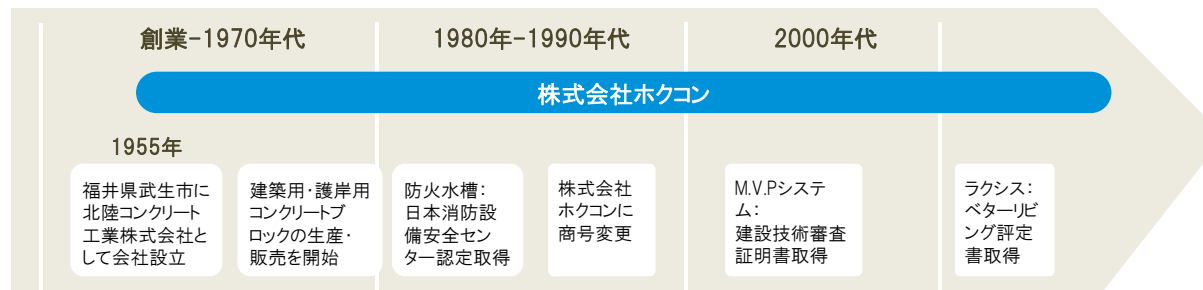 創業-1970年代
1980年-1990年代
2000年代
株式会社ホクコン
1955年
福井県武生市に
北陸コンクリート
工業株式会社と
して会社設立
建築用・護岸用
コンクリートブ
ロックの生産・
販売を開始
防火水槽：
日本消防設
備安全セン
ター認定取得
株式会社
ホクコンに
商号変更
M.V.Pシステ
ム：
建設技術審査
証明書取得
ラクシス：
ベターリビ
ング評定
書取得